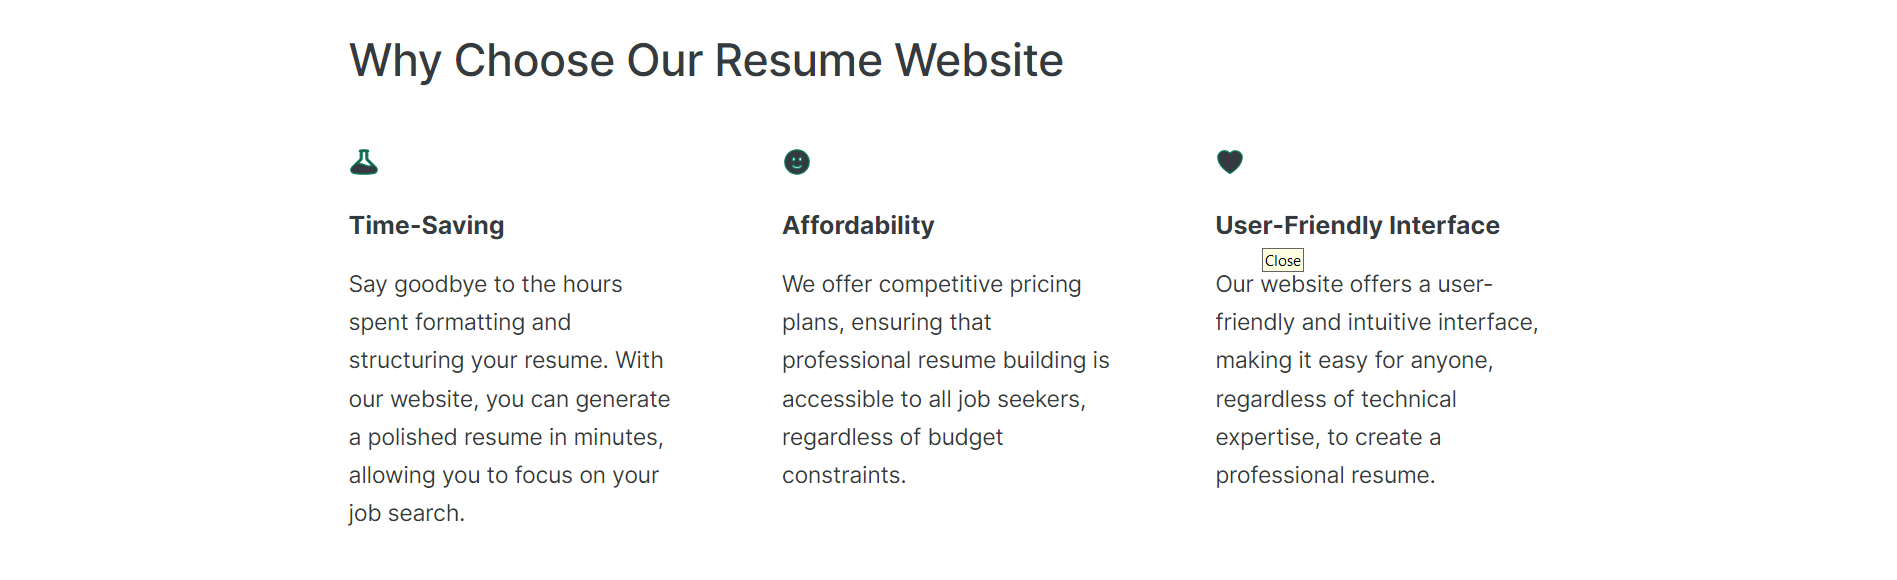 Why Choose Our Resume Website
Time-Saving
Say goodbye to the hours
spent formatting and
structuring your resume. With
our website, you can generate
a polished resume in minutes,
allowing you to focus on your
job search.
Affordability
We offer competitive pricing
plans, ensuring that
professional resume building is
accessible to all job seekers,
regardless of budget
constraints.
User-Friendly Interface
Close
Our website offers a user-
friendly and intuitive interface,
making it easy for anyone,
regardless of technical
expertise, to create a
professional resume.